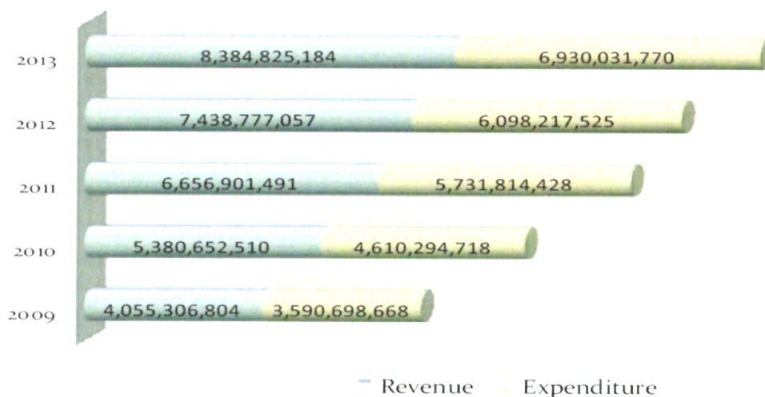 2013 8,384,825,184 6,930,031,770
2012 7,438,777,057 6,098,217,525
2011 6,656,901,491 5,731,814,428
2010 5,380,652,510 4,610,294,718
2009 4,055,306,804 3,590,698,668
Revenue Expenditure